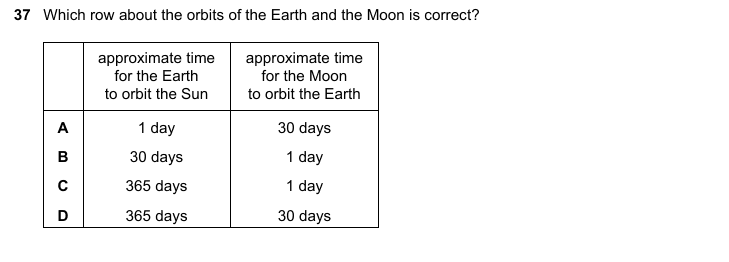 37 Which row about the orbits of the Earth and the Moon is correct?
approximate time for the Earth to orbit the Sun approximate time for the Moon to orbit the Earth
A 1 day 30 days
B 30 days 1 day
C 365 days 1 day
D 365 days 30 days